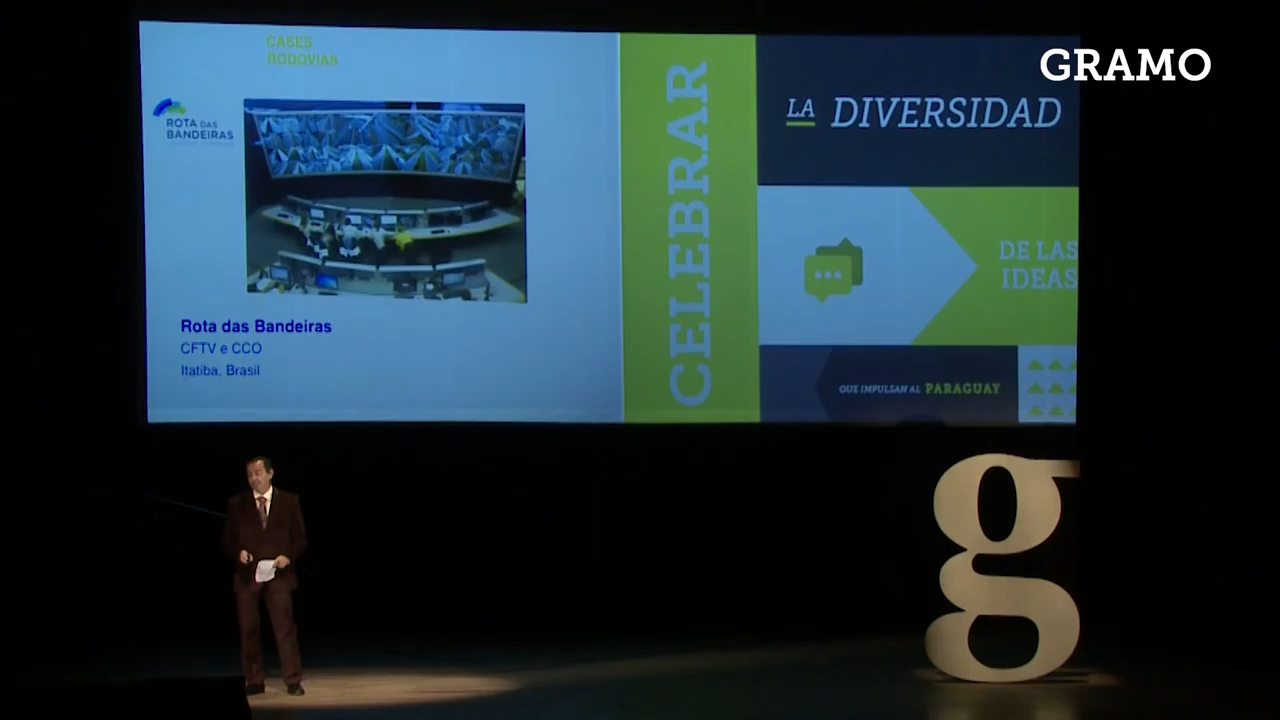 GRAMO
CASES
RODOVIAS
ROTA DAS
BANDEIRAS
Rota das Bandeiras
CFTV e CCO
Itatiba, Brasil
CELEBRAR
LA DIVERSIDAD
DE LAS
IDEAS
QUE IMPULSAN AL PARAGUAY
g